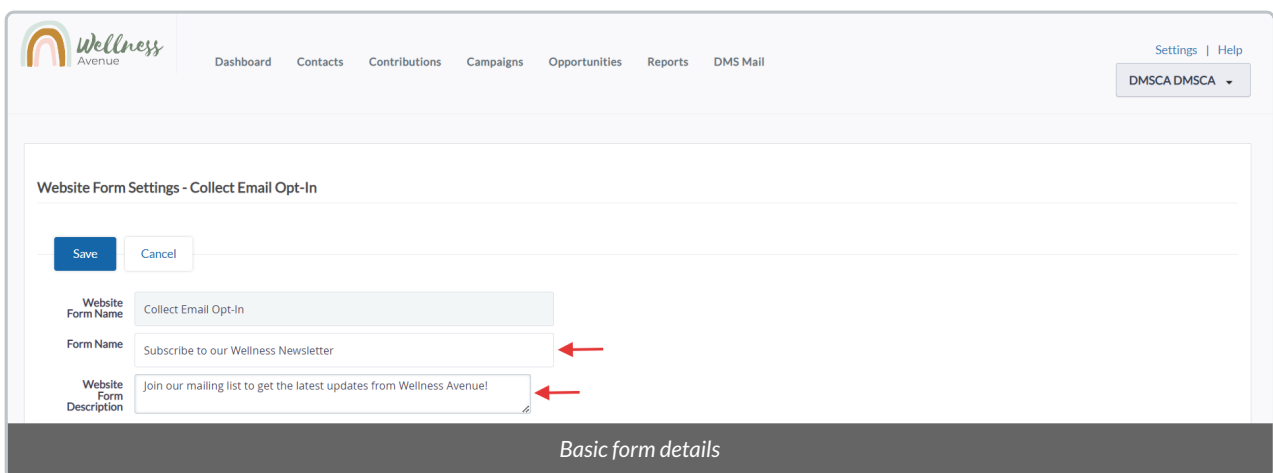 Wellness
Avenue
Settings | Help
Dashboard Contacts Contributions Campaigns Opportunities Reports DMS Mail
DMSCA DMSCA
Website Form Settings - Collect Email Opt-In
Save Cancel
Website
Form Name
Collect Email Opt-In
Form Name
Subscribe to our Wellness Newsletter
Website
Form
Description
Join our mailing list to get the latest updates from Wellness Avenue!
Basic form details